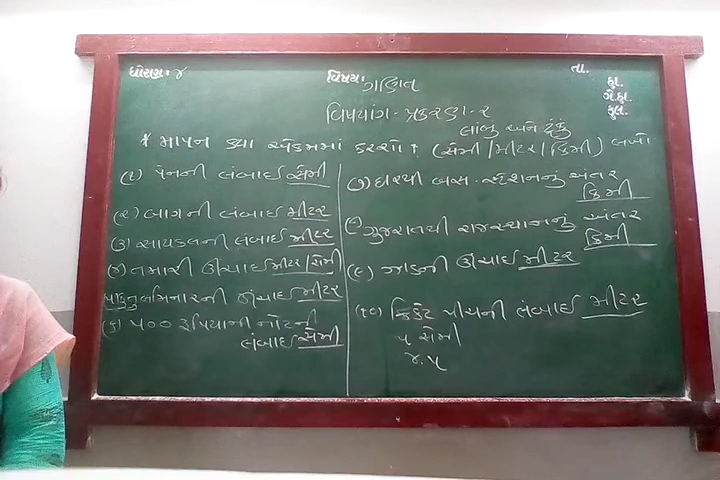 ધોરણ: ૪
વિષય: ગણિત
તા.
હા.
ગે.હા.
કુલ.
વિષયાંગ - પ્રકરણ - ૨
લાંબુ અને ટૂંકું
* માપન ક્યા એકમમાં કરશો ? (સેમી / મીટર / કિમી) લખો
(૧) પેનની લંબાઈ સેમી
(૨) બાગની લંબાઈ મીટર
(૩) સાયકલની લંબાઈ મીટર
(૪) તમારી ઊંચાઈ મીટર / સેમી
(૫) કુતુબમિનારની ઊંચાઈ મીટર
(૬) ૫૦૦ રૂપિયાની નોટની
લંબાઈ સેમી
(૭) ઘરથી બસ-સ્ટેશનનું અંતર
કિમી
(૮) ગુજરાતથી રાજસ્થાનનું અંતર
કિમી
(૯) ઝાડની ઊંચાઈ મીટર
(૧૦) ક્રિકેટ પીચની લંબાઈ મીટર
૫ સેમી
૪.૫